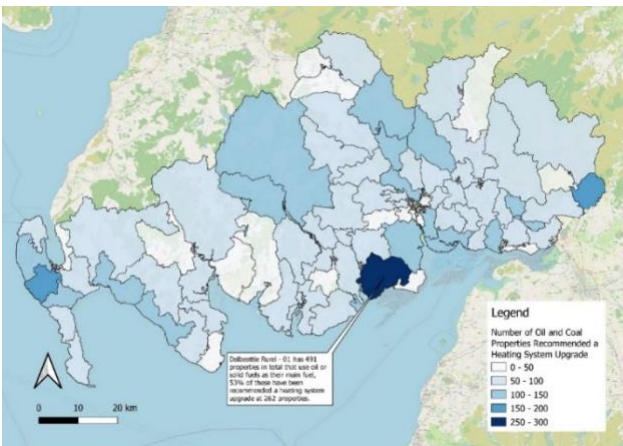 Legend
Number of Oil and Coal
Properties Recommended a
Heating System Upgrade
0 - 50
50 - 100
100 - 150
150 - 200
250 - 300
Dalbeattie Rural - 01 has 491
properties in total that use oil or
solid fuels as their main fuel,
53% of these have been
recommended a heating system
upgrade at 262 properties.
0 10 20 km